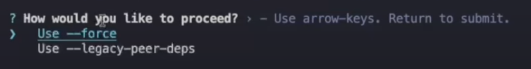 ? How would you like to proceed? › - Use arrow-keys. Return to submit.
❯ Use --force
Use --legacy-peer-deps